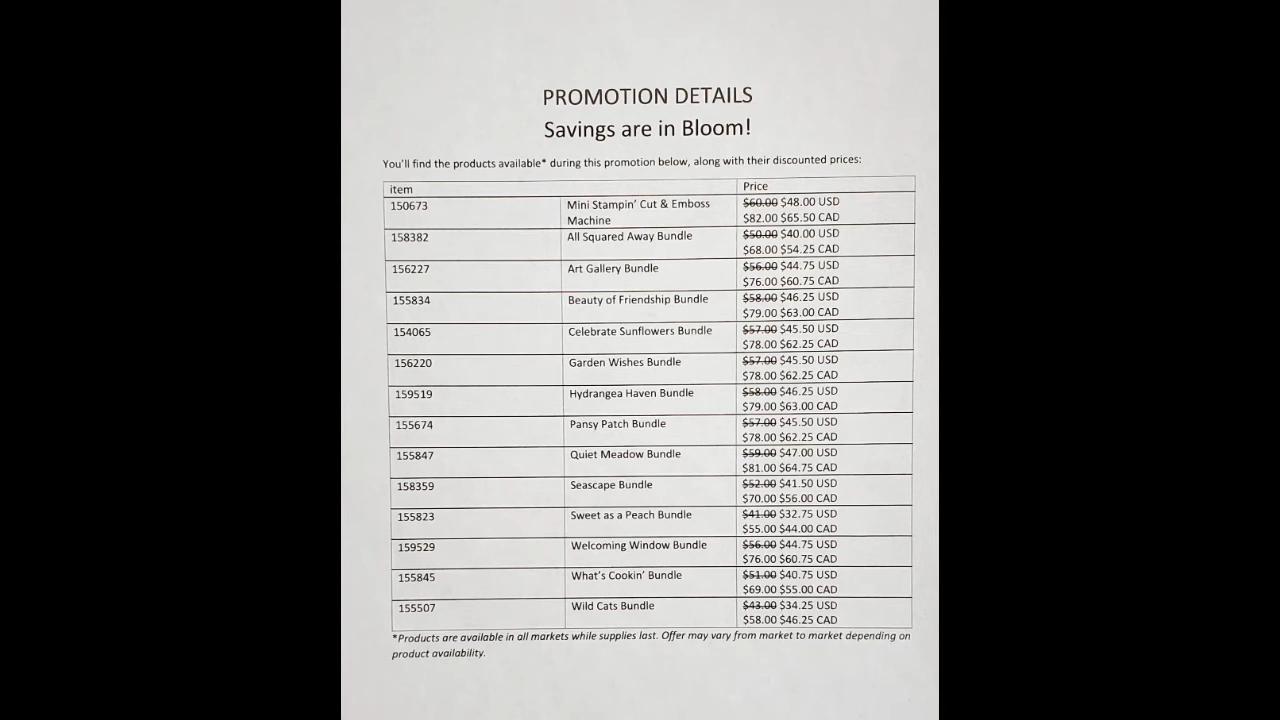 PROMOTION DETAILS
Savings are in Bloom!
You'll find the products available* during this promotion below, along with their discounted prices:
item Price
150673 Mini Stampin' Cut & Emboss Machine $60.00 $48.00 USD
$82.00 $65.50 CAD
158382 All Squared Away Bundle $50.00 $40.00 USD
$68.00 $54.25 CAD
156227 Art Gallery Bundle $56.00 $44.75 USD
$76.00 $60.75 CAD
155834 Beauty of Friendship Bundle $58.00 $46.25 USD
$79.00 $63.00 CAD
154065 Celebrate Sunflowers Bundle $57.00 $45.50 USD
$78.00 $62.25 CAD
156220 Garden Wishes Bundle $57.00 $45.50 USD
$78.00 $62.25 CAD
159519 Hydrangea Haven Bundle $58.00 $46.25 USD
$79.00 $63.00 CAD
155674 Pansy Patch Bundle $57.00 $45.50 USD
$78.00 $62.25 CAD
155847 Quiet Meadow Bundle $59.00 $47.00 USD
$81.00 $64.75 CAD
158359 Seascape Bundle $52.00 $41.50 USD
$70.00 $56.00 CAD
155823 Sweet as a Peach Bundle $41.00 $32.75 USD
$55.00 $44.00 CAD
159529 Welcoming Window Bundle $56.00 $44.75 USD
$76.00 $60.75 CAD
155845 What's Cookin' Bundle $51.00 $40.75 USD
$69.00 $55.00 CAD
155507 Wild Cats Bundle $43.00 $34.25 USD
$58.00 $46.25 CAD
*Products are available in all markets while supplies last. Offer may vary from market to market depending on
product availability.